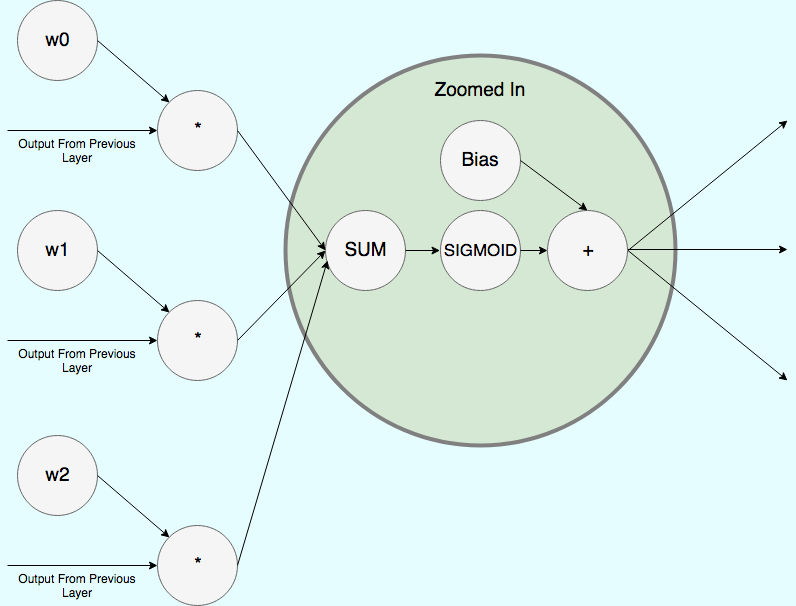 w0
*
Output From Previous
Layer
Zoomed In
Bias
w1
SUM
SIGMOID
+
*
Output From Previous
Layer
w2
*
Output From Previous
Layer